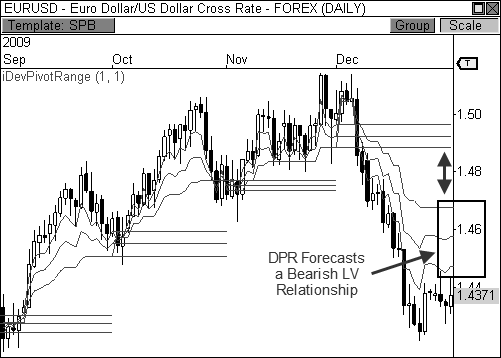 EURUSD - Euro Dollar/US Dollar Cross Rate - FOREX (DAILY)
Template: SPB
Group
Scale
2009
Sep
Oct
Nov
Dec
iDevPivotRange (1, 1)
T
1.50
1.48
1.46
DPR Forecasts
a Bearish LV
Relationship
1.44
1.4371